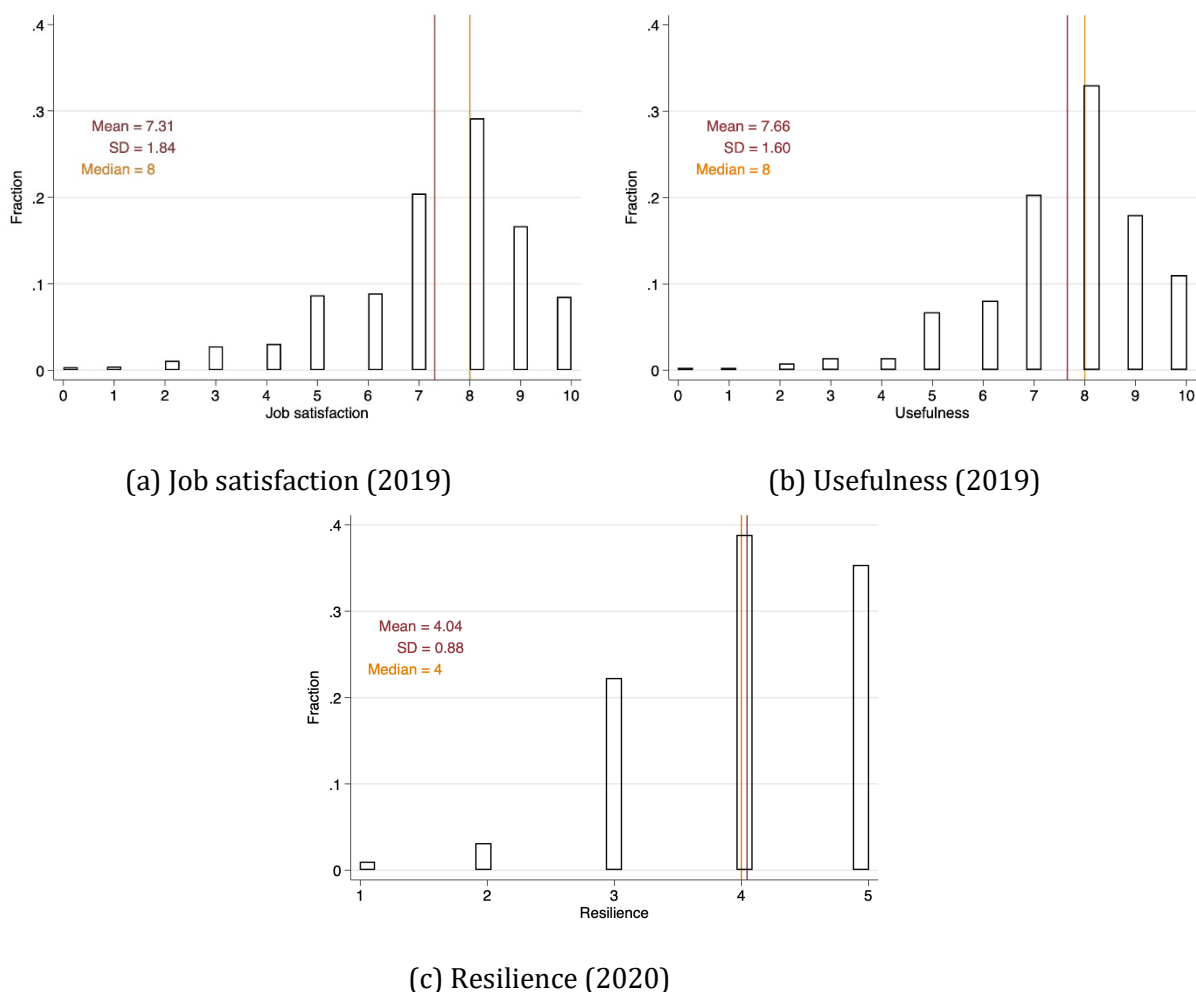 .4
.3
.2
.1
0
Fraction
Mean = 7.31
SD = 1.84
Median = 8
0 1 2 3 4 5 6 7 8 9 10
Job satisfaction
(a) Job satisfaction (2019)
.4
.3
.2
.1
0
Fraction
Mean = 7.66
SD = 1.60
Median = 8
0 1 2 3 4 5 6 7 8 9 10
Usefulness
(b) Usefulness (2019)
.4
.3
.2
.1
0
Fraction
Mean = 4.04
SD = 0.88
Median = 4
1 2 3 4 5
Resilience
(c) Resilience (2020)